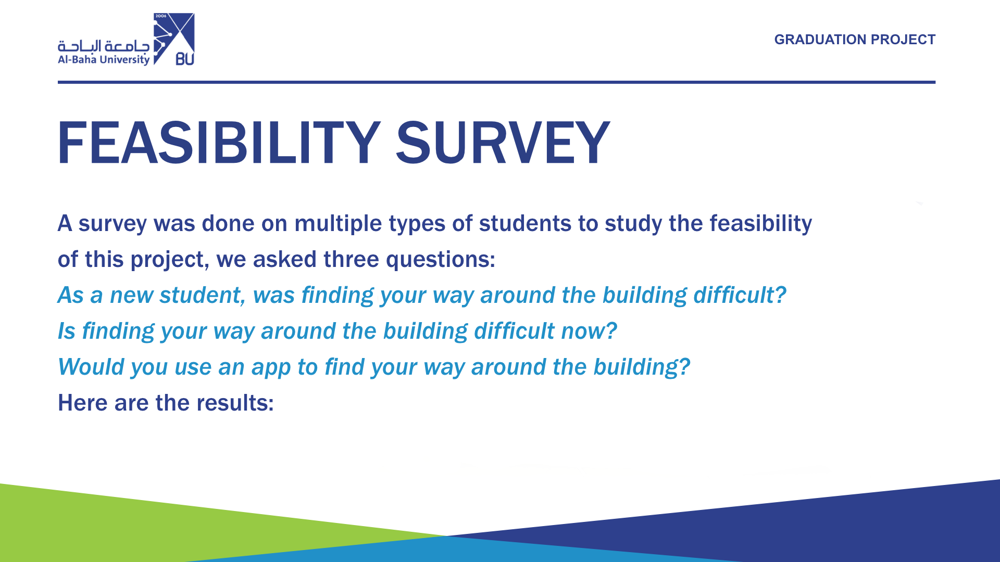 2006
جامعة الباحة
Al-Baha University
BU
GRADUATION PROJECT
FEASIBILITY SURVEY
A survey was done on multiple types of students to study the feasibility
of this project, we asked three questions:
As a new student, was finding your way around the building difficult?
Is finding your way around the building difficult now?
Would you use an app to find your way around the building?
Here are the results: